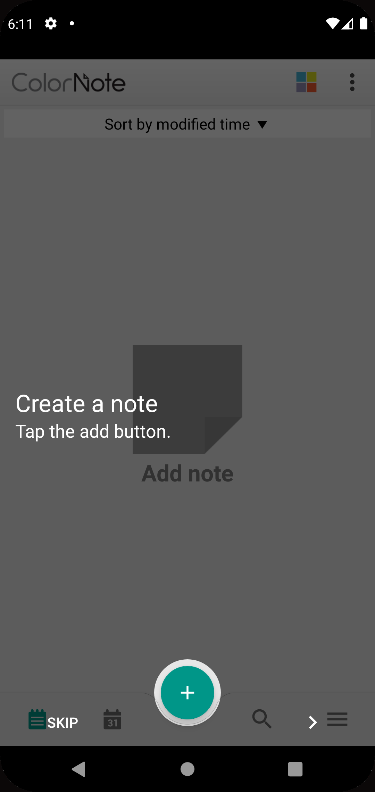 6:11
ColorNote
Sort by modified time
Create a note
Tap the add button.
Add note
SKIP
31